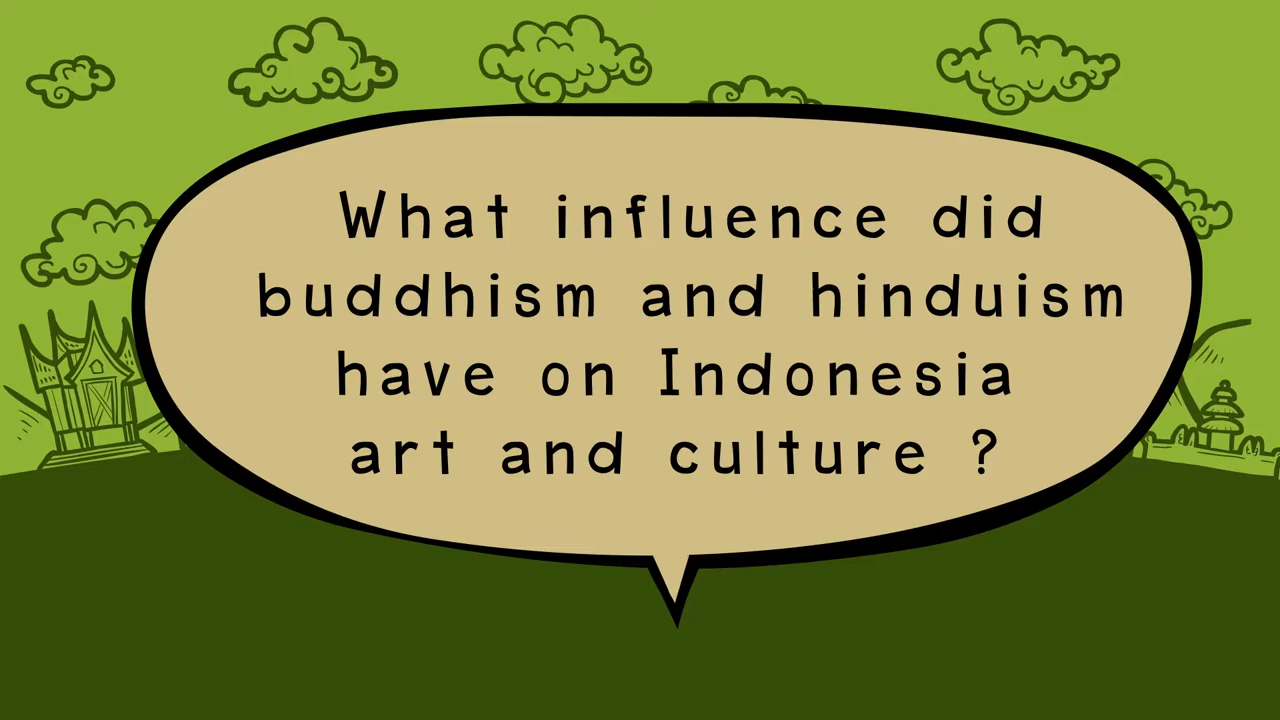 What influence did
buddhism and hinduism
have on Indonesia
art and culture ?